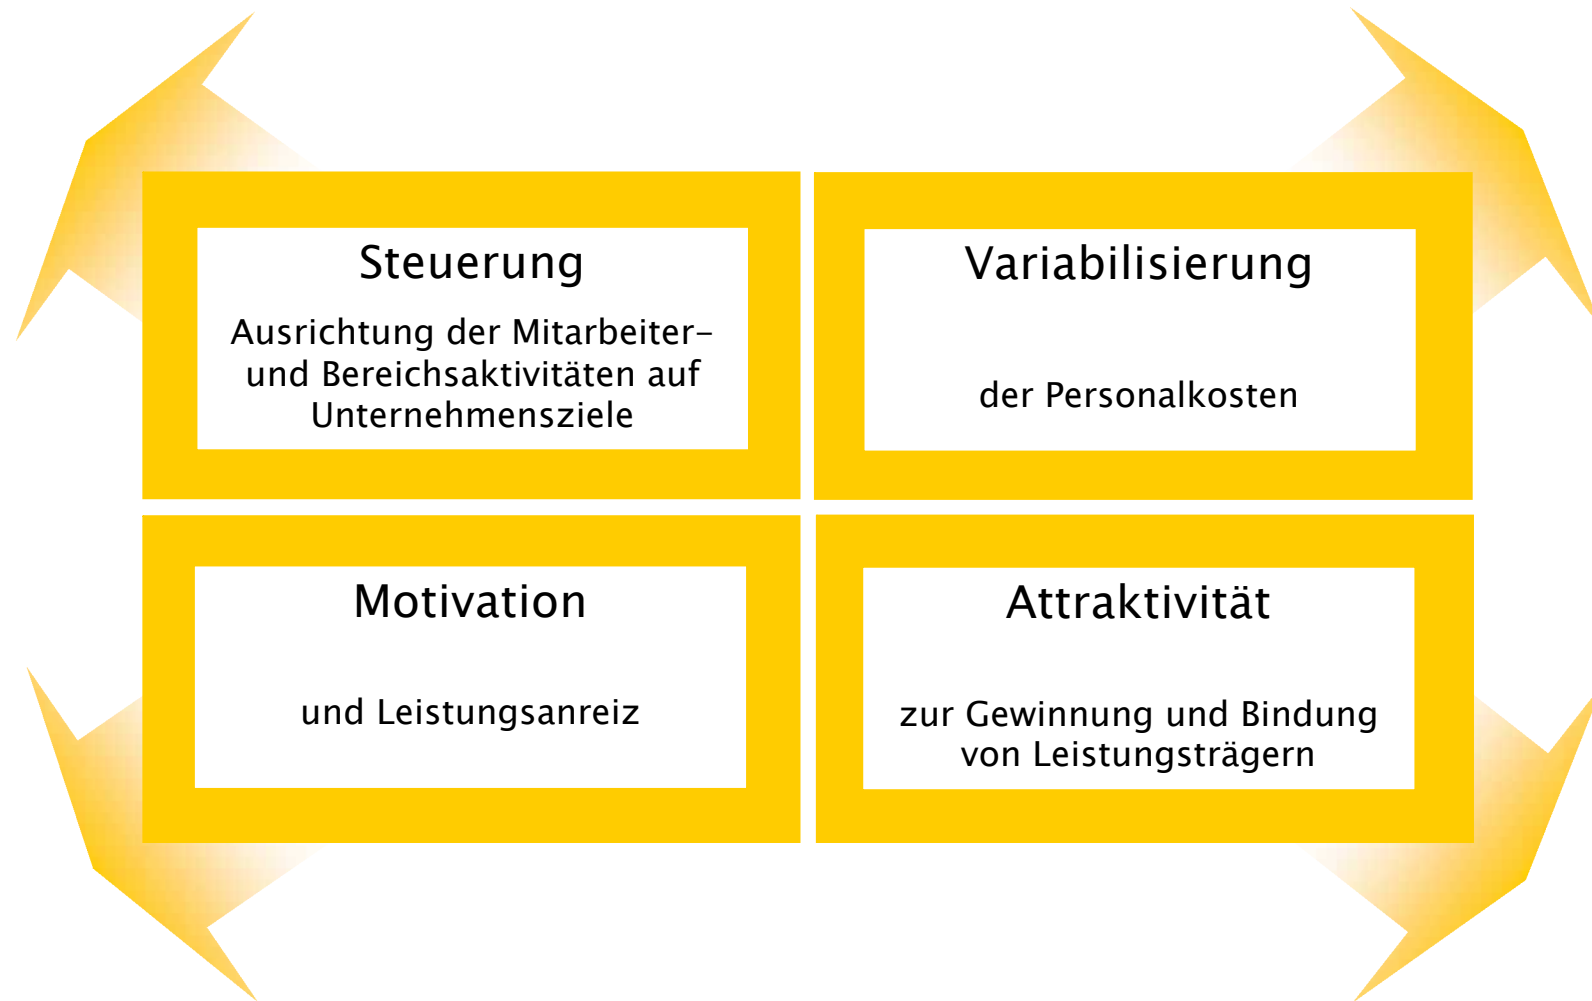 Steuerung
Ausrichtung der Mitarbeiter-
und Bereichsaktivitäten auf
Unternehmensziele
Variabilisierung
der Personalkosten
Motivation
und Leistungsanreiz
Attraktivität
zur Gewinnung und Bindung
von Leistungsträgern